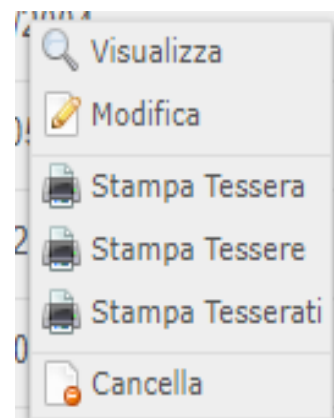 Visualizza
Modifica
Stampa Tessera
Stampa Tessere
Stampa Tesserati
Cancella